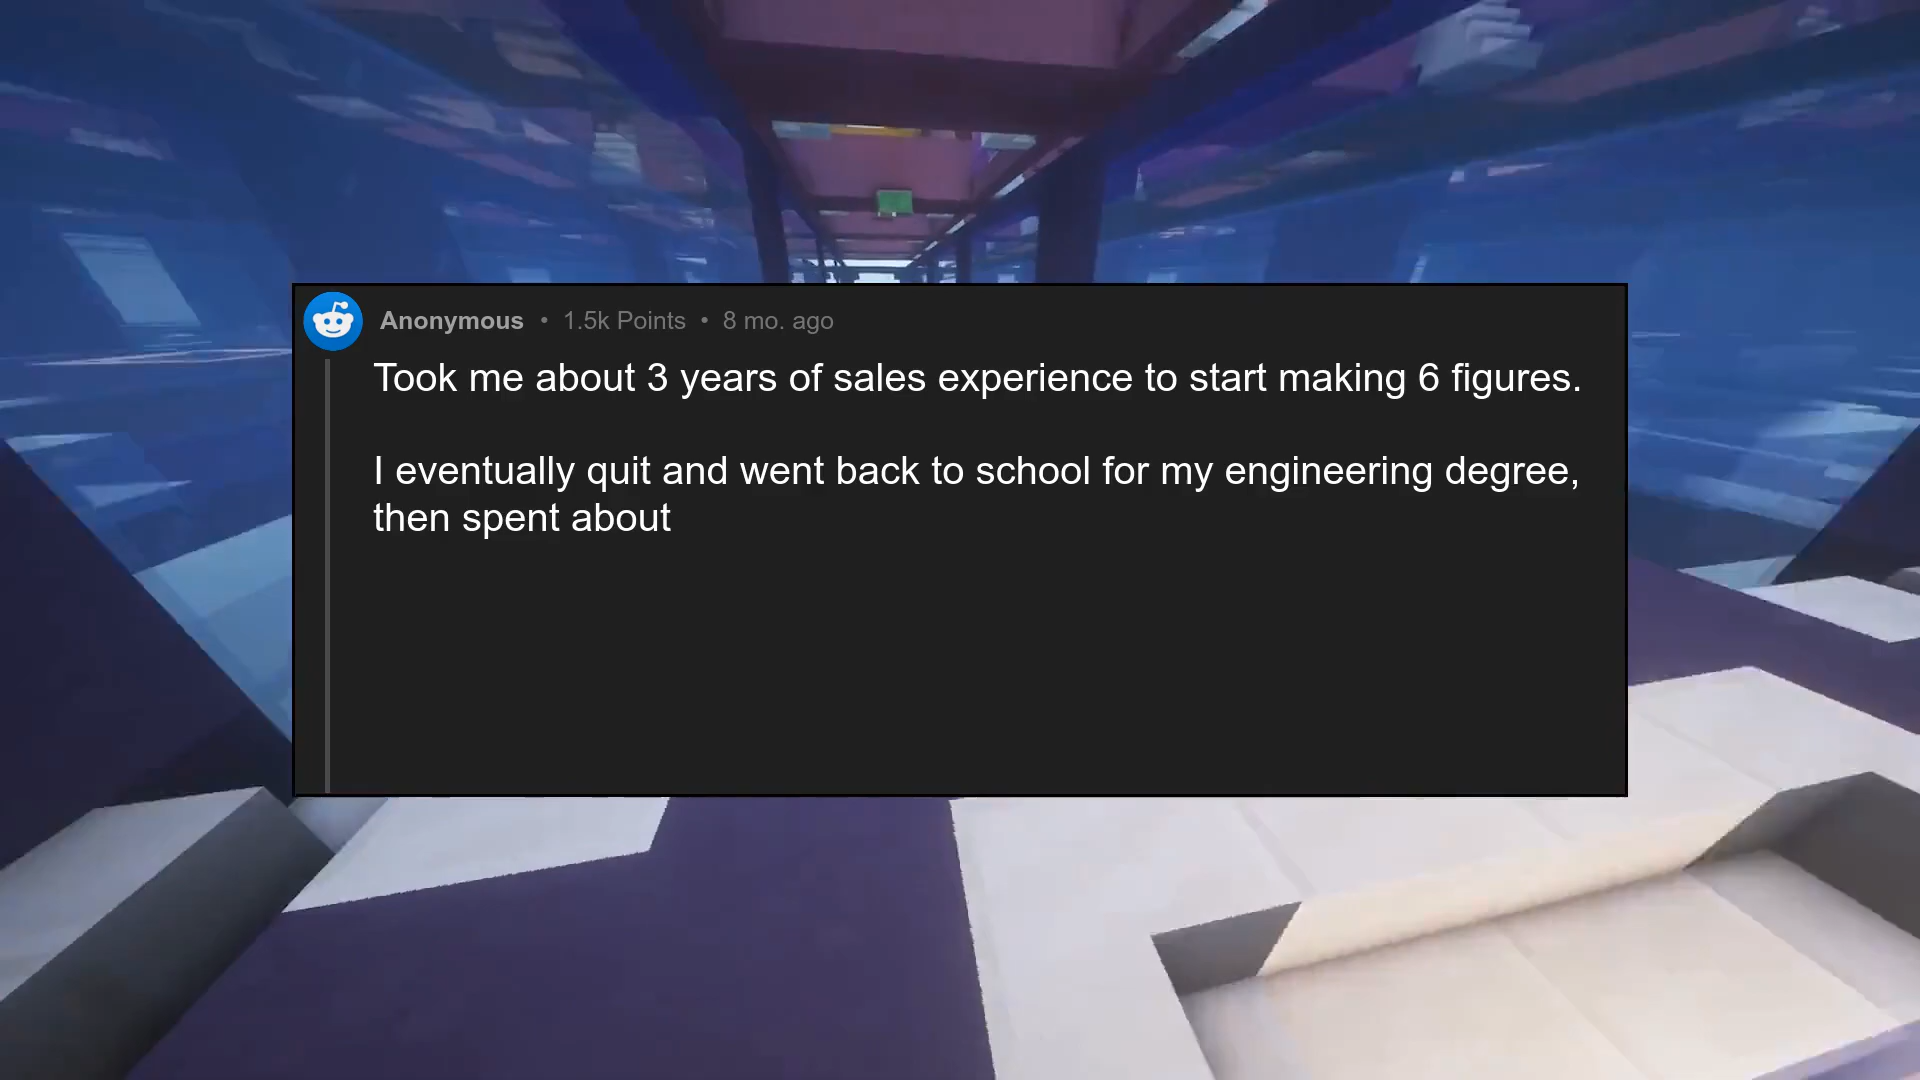 Anonymous • 1.5k Points • 8 mo. ago
Took me about 3 years of sales experience to start making 6 figures.
I eventually quit and went back to school for my engineering degree,
then spent about